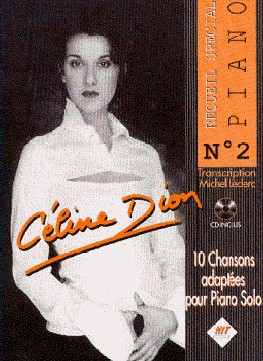 RECUEIL SPECIAL
PIANO
N° 2
Transcription
Michel Leclerc
CD INCLUS
Céline Dion
10 Chansons
adaptées
pour Piano Solo
HIT